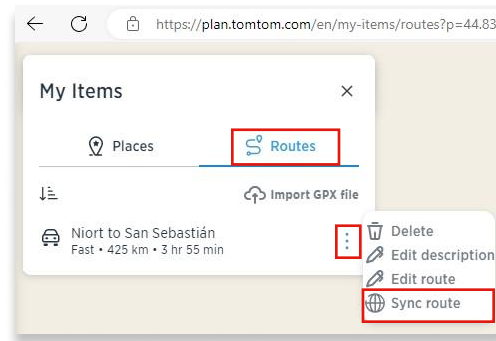 https://plan.tomtom.com/en/my-items/routes?p=44.83
My Items
Places
Routes
Import GPX file
Niort to San Sebastián
Fast • 425 km • 3 hr 55 min
Delete
Edit description
Edit route
Sync route